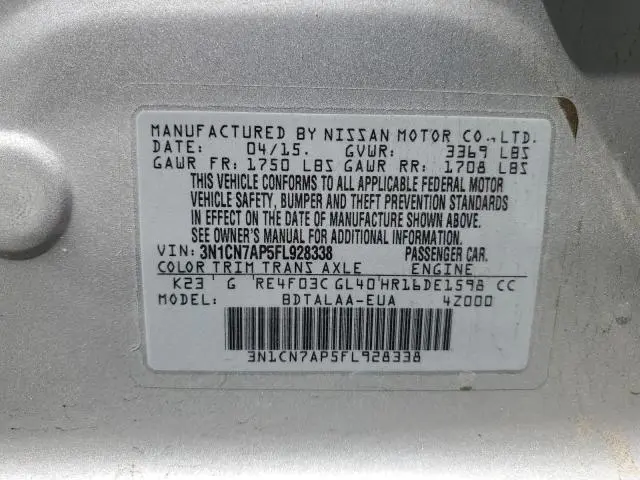 MANUFACTURED BY NISSAN MOTOR CO.,LTD.
DATE: 04/15. GVWR: 3369 LBS
GAWR FR: 1750 LBS GAWR RR: 1708 LBS
THIS VEHICLE CONFORMS TO ALL APPLICABLE FEDERAL MOTOR
VEHICLE SAFETY, BUMPER AND THEFT PREVENTION STANDARDS
IN EFFECT ON THE DATE OF MANUFACTURE SHOWN ABOVE.
SEE OWNER'S MANUAL FOR ADDITIONAL INFORMATION
VIN: 3N1CN7AP5FL928338 PASSENGER CAR.
COLOR TRIM TRANS AXLE ENGINE
K23 G RE4F03C GL40 HR16DE1598 CC
MODEL: BDTALAA-EUA 4Z000
3N1CN7AP5FL928338